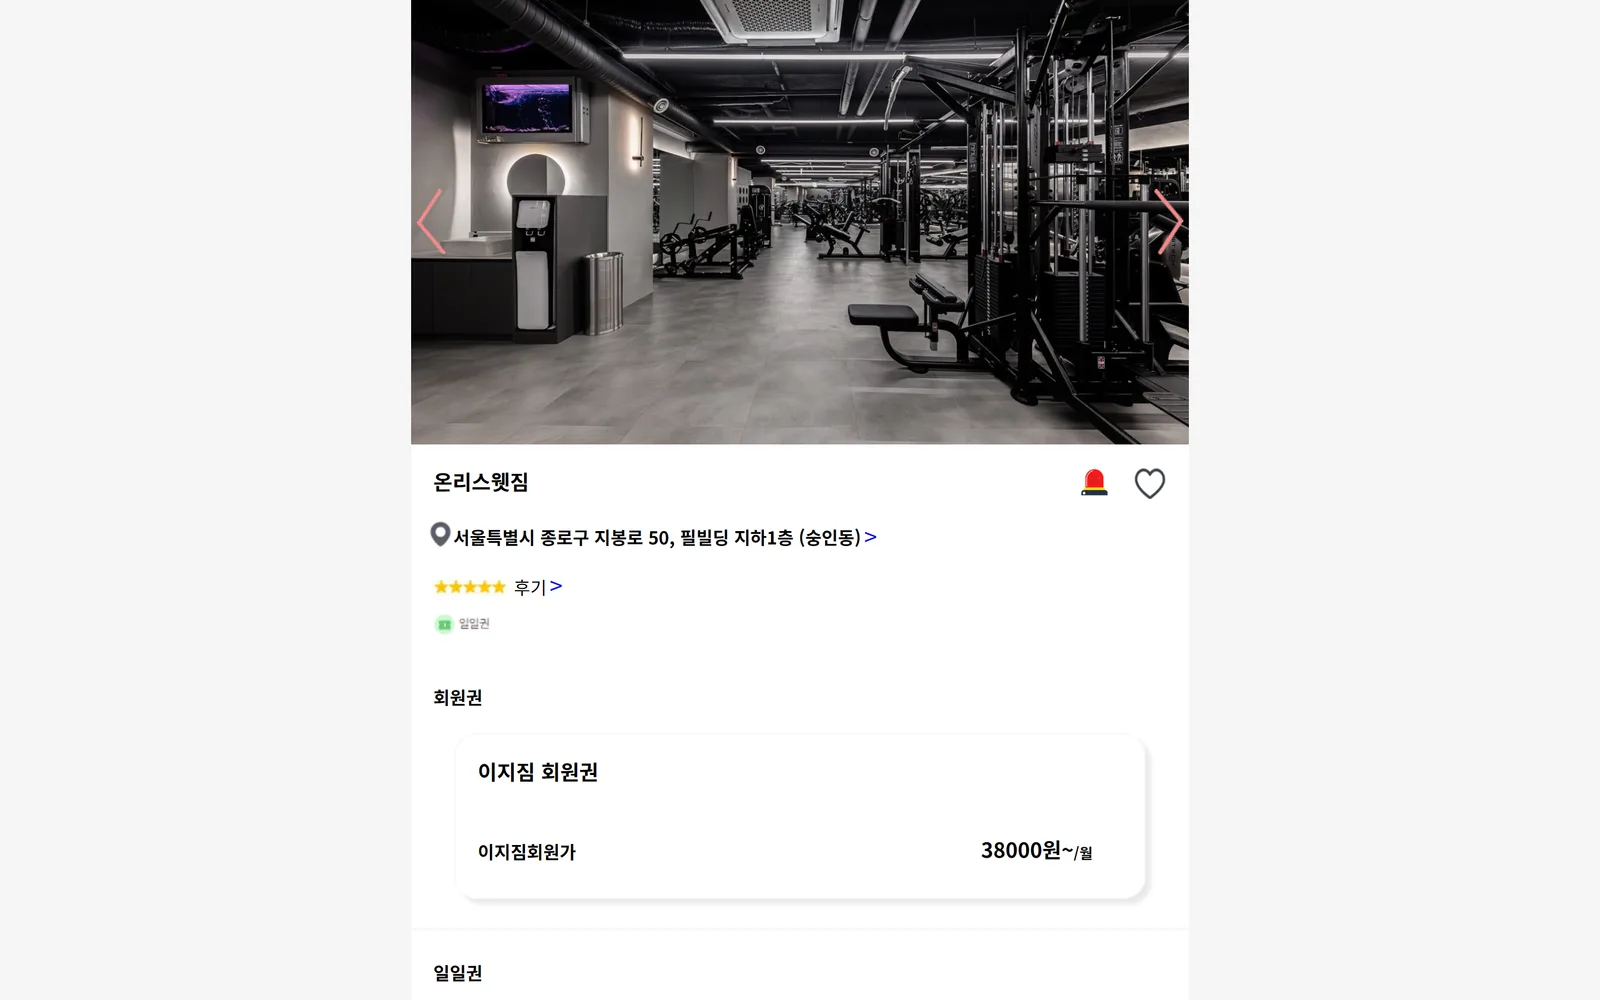 온리스웻짐
서울특별시 종로구 지봉로 50, 필빌딩 지하1층 (숭인동) >
후기 >
일일권
회원권
이지짐 회원권
이지짐회원가 38000원~/월
일일권